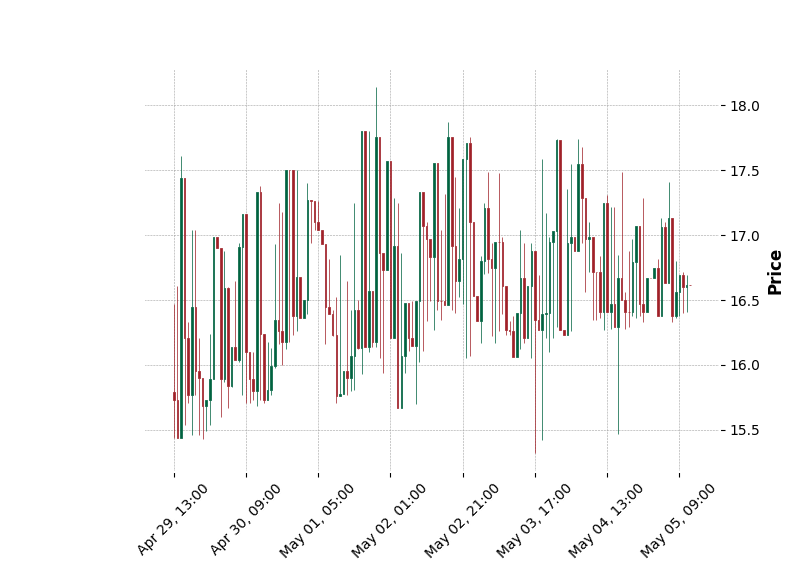 18.0
17.5
17.0
16.5
16.0
15.5
Price
Apr 29, 13:00
Apr 30, 09:00
May 01, 05:00
May 02, 01:00
May 02, 21:00
May 03, 17:00
May 04, 13:00
May 05, 09:00